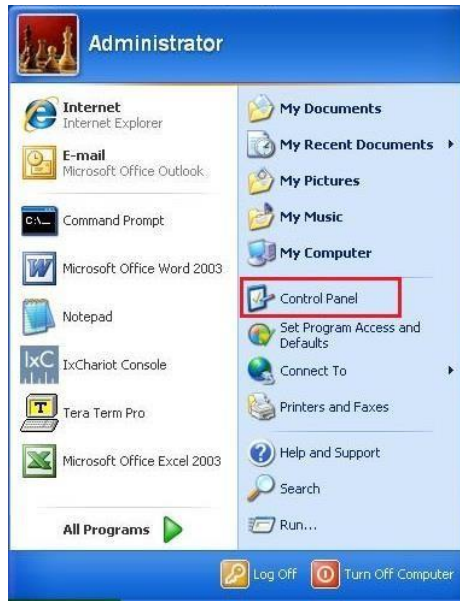 Administrator
Internet
Internet Explorer
E-mail
Microsoft Office Outlook
C:\_
Command Prompt
Microsoft Office Word 2003
Notepad
IxC
IxChariot Console
T
Tera Term Pro
Microsoft Office Excel 2003
All Programs
My Documents
My Recent Documents
My Pictures
My Music
My Computer
Control Panel
Set Program Access and
Defaults
Connect To
Printers and Faxes
Help and Support
Search
Run...
Log Off
Turn Off Computer